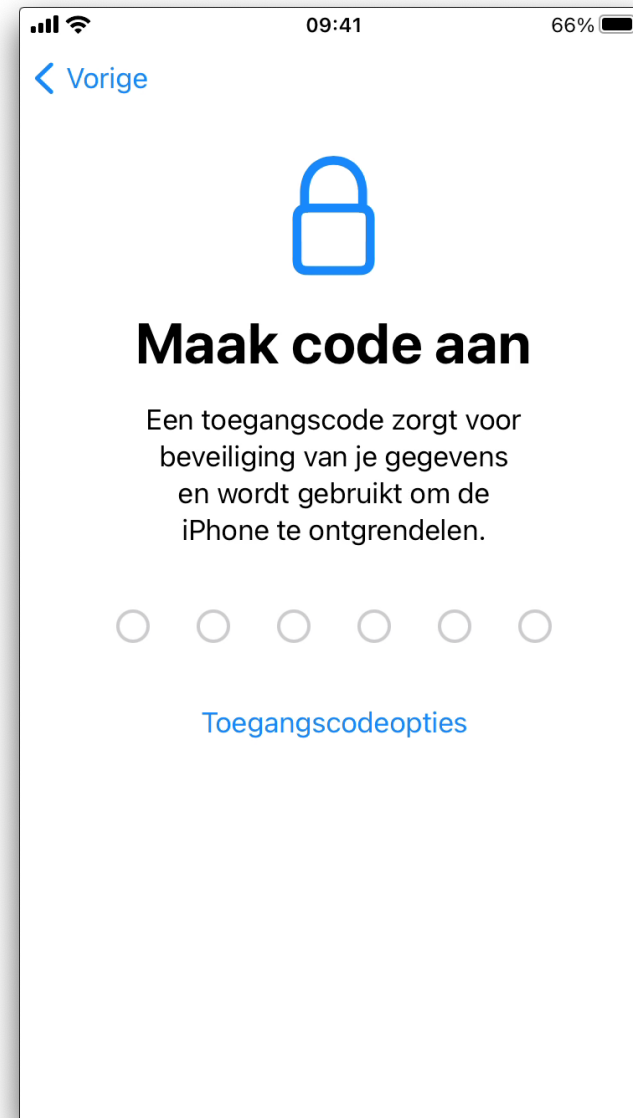 09:41
66%
Vorige
Maak code aan
Een toegangscode zorgt voor
beveiliging van je gegevens
en wordt gebruikt om de
iPhone te ontgrendelen.
Toegangscodeopties